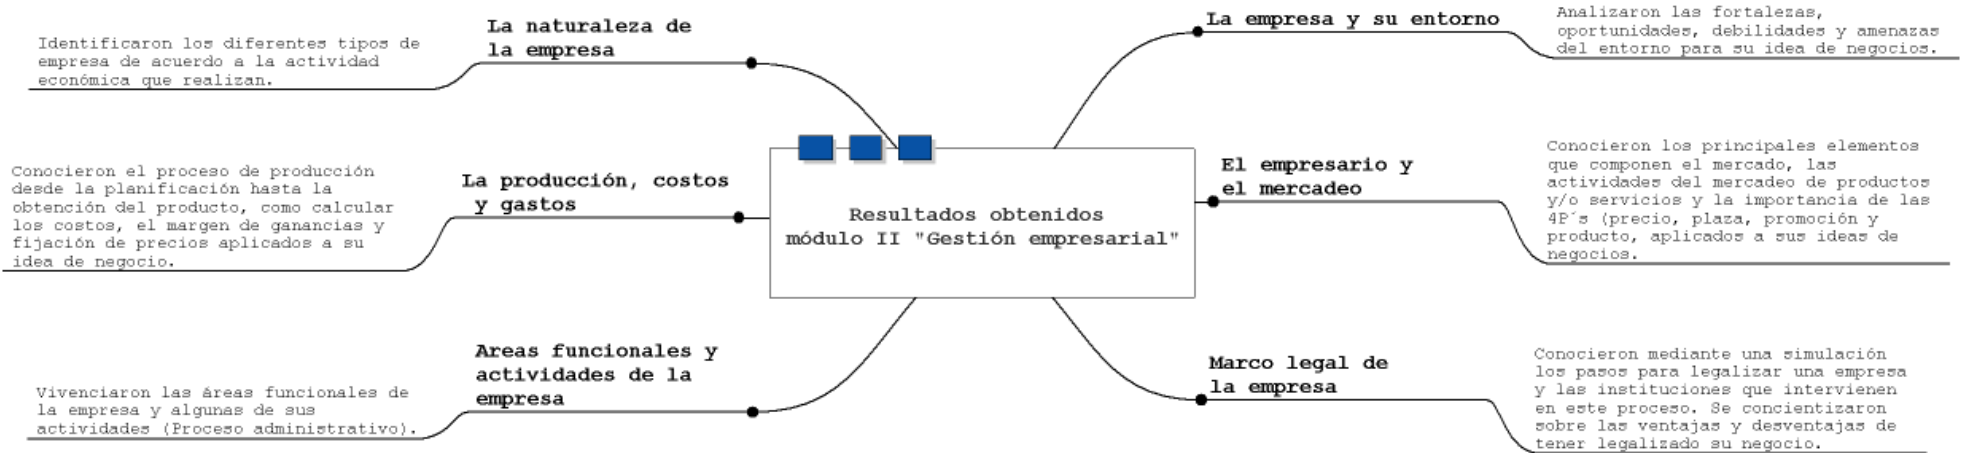 La naturaleza de
la empresa
Identificaron los diferentes tipos de
empresa de acuerdo a la actividad
económica que realizan.
La producción, costos
y gastos
Conocieron el proceso de producción
desde la planificación hasta la
obtención del producto, como calcular
los costos, el margen de ganancias y
fijación de precios aplicados a su
idea de negocio.
Areas funcionales y
actividades de la
empresa
Vivenciaron las áreas funcionales de
la empresa y algunas de sus
actividades (Proceso administrativo).
Resultados obtenidos
módulo II "Gestión empresarial"
La empresa y su entorno
Analizaron las fortalezas,
oportunidades, debilidades y amenazas
del entorno para su idea de negocios.
El empresario y
el mercadeo
Conocieron los principales elementos
que componen el mercado, las
actividades del mercadeo de productos
y/o servicios y la importancia de las
4P´s (precio, plaza, promoción y
producto, aplicados a sus ideas de
negocios.
Marco legal de
la empresa
Conocieron mediante una simulación
los pasos para legalizar una empresa
y las instituciones que intervienen
en este proceso. Se concientizaron
sobre las ventajas y desventajas de
tener legalizado su negocio.